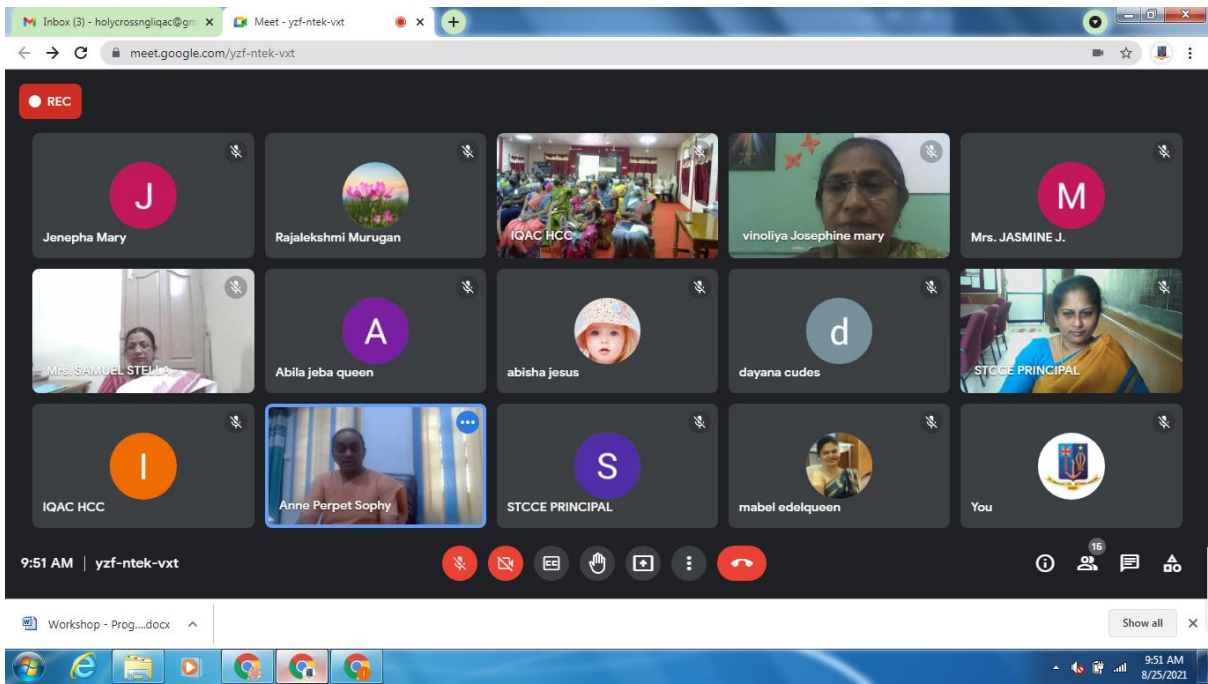 Inbox (3) - holycrossngliqac@gm
Meet - yzf-ntek-vxt
meet.google.com/yzf-ntek-vxt
REC
J
Jenepha Mary
Rajalekshmi Murugan
IQAC HCC
vinoliya Josephine mary
M
Mrs. JASMINE J.
Mrs. SAMUEL STELLA
A
Abila jeba queen
abisha jesus
d
dayana cudes
STCCE PRINCIPAL
I
IQAC HCC
Anne Perpet Sophy
S
STCCE PRINCIPAL
mabel edelqueen
You
9:51 AM | yzf-ntek-vxt
CC
15
Workshop - Prog....docx
Show all
9:51 AM
8/25/2021